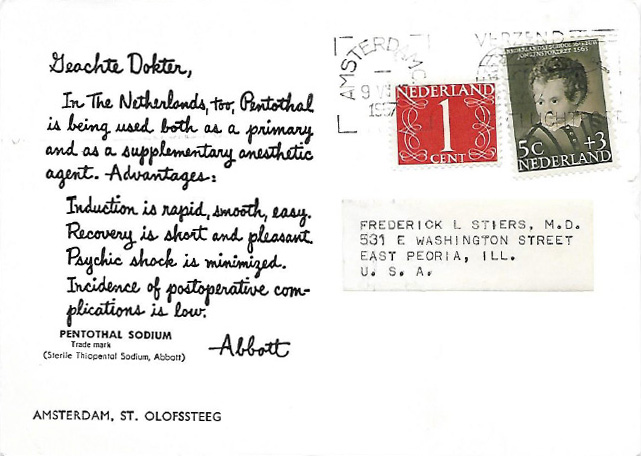 Geachte Dokter,
In The Netherlands, too, Pentothal
is being used both as a primary
and as a supplementary anesthetic
agent. Advantages:
Induction is rapid, smooth, easy.
Recovery is short and pleasant.
Psychic shock is minimized.
Incidence of postoperative com-
plications is low.
PENTOTHAL SODIUM
Trade mark
(Sterile Thiopental Sodium, Abbott)
Abbott
AMSTERDAM, ST. OLOFSSTEEG
AMSTERDAM
NEDERLAND
1
CENT
5C +3
NEDERLAND
FREDERICK L STIERS, M.D.
531 E WASHINGTON STREET
EAST PEORIA, ILL.
U. S. A.